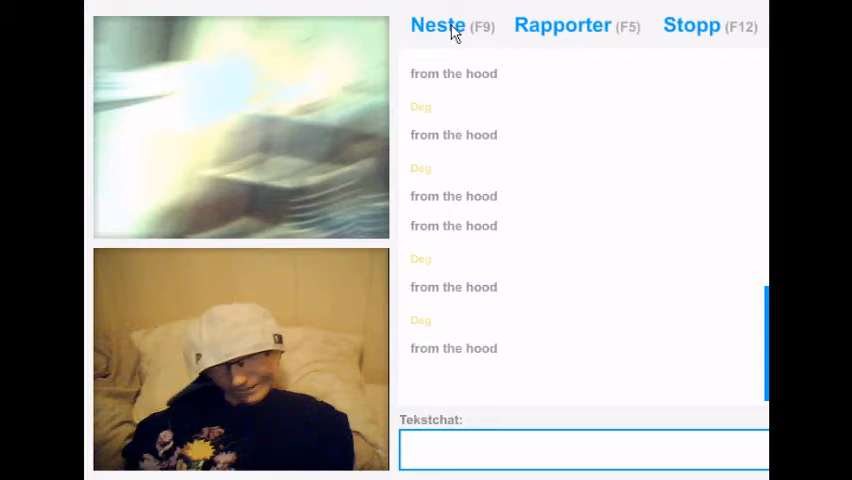 Neste (F9) Rapporter (F5) Stopp (F12)
from the hood
Deg
from the hood
Deg
from the hood
from the hood
Deg
from the hood
Deg
from the hood
Tekstchat: